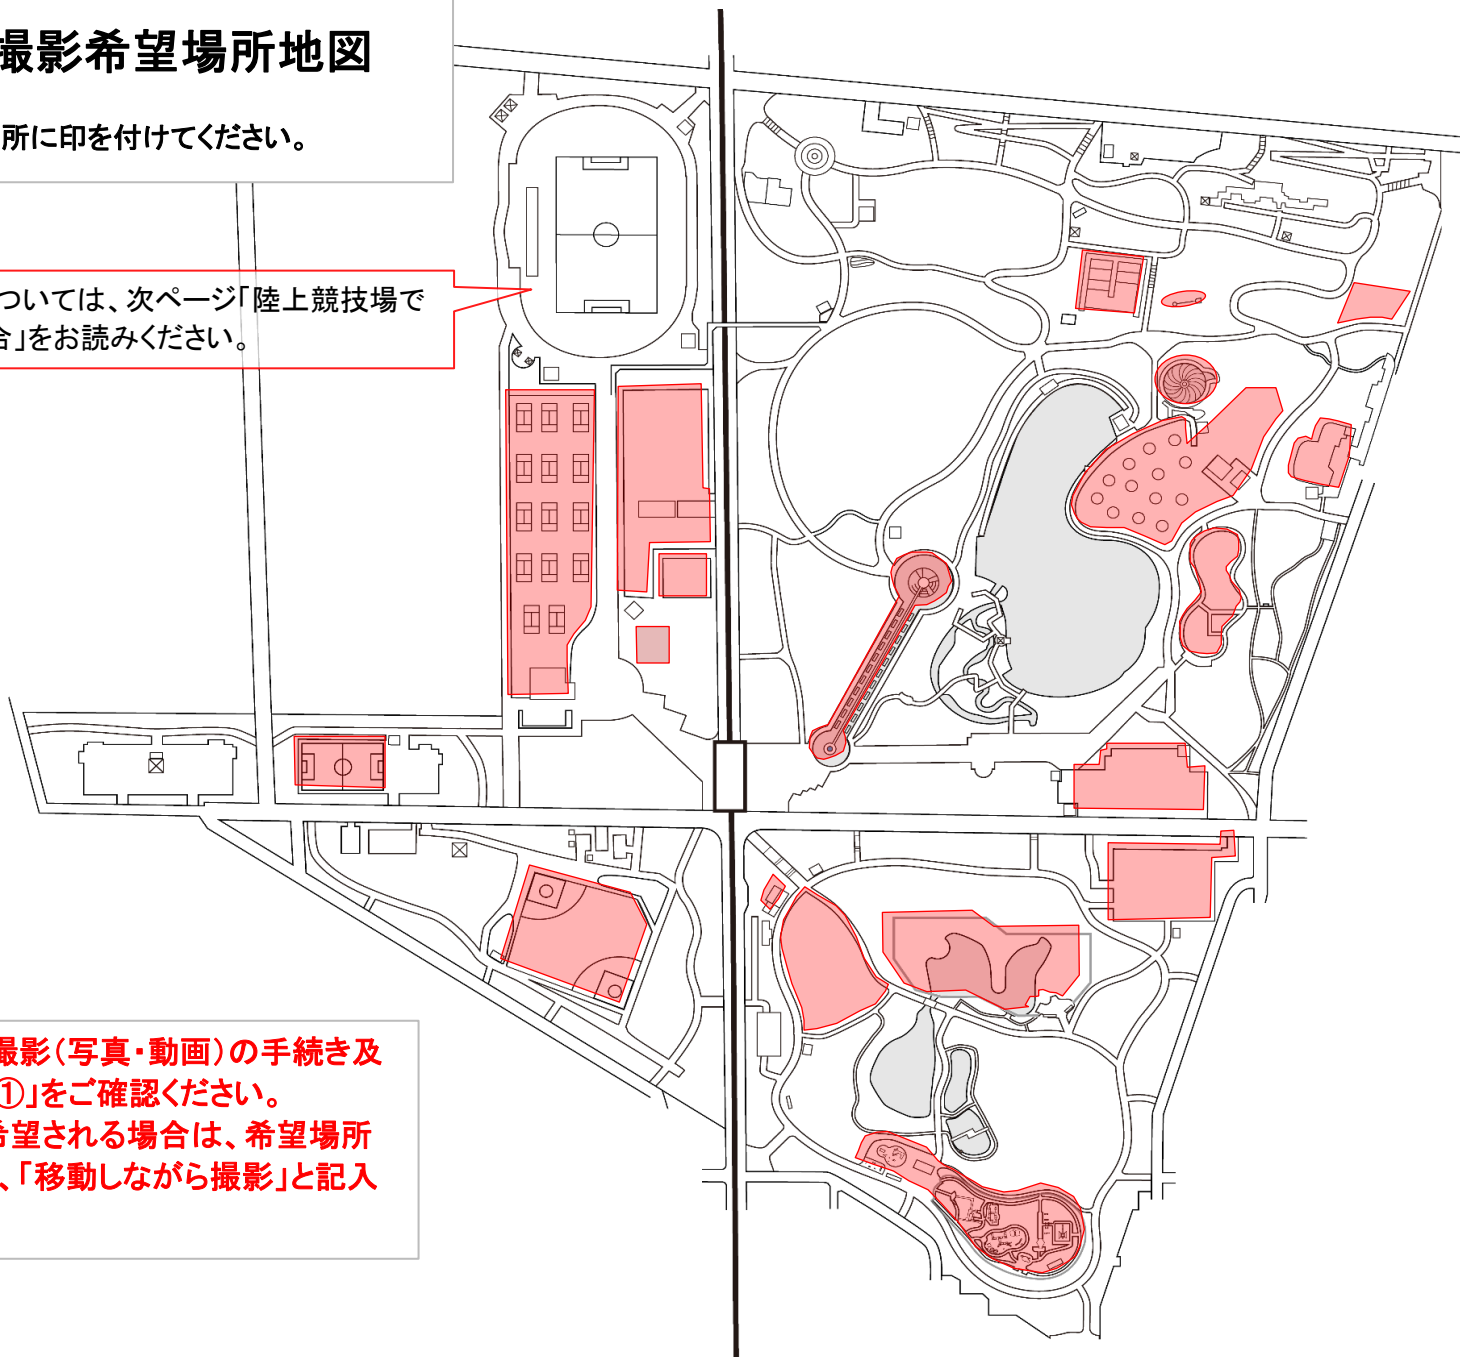 撮影希望場所地図
所に印を付けてください。
ついては、次ページ「陸上競技場で
合」をお読みください。
撮影(写真・動画)の手続き及
①」をご確認ください。
希望される場合は、希望場所
、「移動しながら撮影」と記入